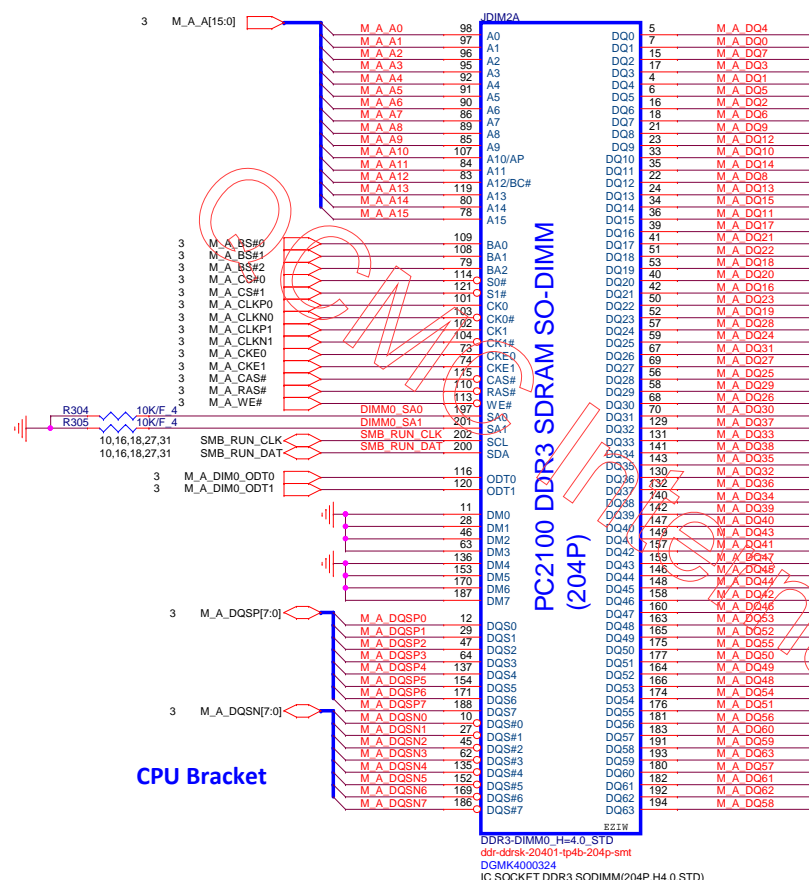 JDIM2A
3 M_A_A[15:0]
M_A_A0 98 A0
M_A_A1 97 A1
M_A_A2 96 A2
M_A_A3 95 A3
M_A_A4 92 A4
M_A_A5 91 A5
M_A_A6 90 A6
M_A_A7 86 A7
M_A_A8 89 A8
M_A_A9 85 A9
M_A_A10 107 A10/AP
M_A_A11 84 A11
M_A_A12 83 A12/BC#
M_A_A13 119 A13
M_A_A14 80 A14
M_A_A15 78 A15
3 M_A_BS#0 109 BA0
3 M_A_BS#1 108 BA1
3 M_A_BS#2 79 BA2
3 M_A_CS#0 114 S0#
3 M_A_CS#1 121 S1#
3 M_A_CLKP0 101 CK0
3 M_A_CLKN0 103 CK0#
3 M_A_CLKP1 102 CK1
3 M_A_CLKN1 104 CK1#
3 M_A_CKE0 73 CKE0
3 M_A_CKE1 74 CKE1
3 M_A_CAS# 115 CAS#
3 M_A_RAS# 110 RAS#
3 M_A_WE# 113 WE#
R304 10K/F_4 DIMM0_SA0 197 SA0
R305 10K/F_4 DIMM0_SA1 201 SA1
10,16,18,27,31 SMB_RUN_CLK SMB_RUN_CLK 202 SCL
10,16,18,27,31 SMB_RUN_DAT SMB_RUN_DAT 200 SDA
3 M_A_DIM0_ODT0 116 ODT0
3 M_A_DIM0_ODT1 120 ODT1
11 DM0
28 DM1
46 DM2
63 DM3
136 DM4
153 DM5
170 DM6
187 DM7
3 M_A_DQSP[7:0]
M_A_DQSP0 12 DQS0
M_A_DQSP1 29 DQS1
M_A_DQSP2 47 DQS2
M_A_DQSP3 64 DQS3
M_A_DQSP4 137 DQS4
M_A_DQSP5 154 DQS5
M_A_DQSP6 171 DQS6
M_A_DQSP7 188 DQS7
3 M_A_DQSN[7:0]
M_A_DQSN0 10 DQS#0
M_A_DQSN1 27 DQS#1
M_A_DQSN2 45 DQS#2
M_A_DQSN3 62 DQS#3
M_A_DQSN4 135 DQS#4
M_A_DQSN5 152 DQS#5
M_A_DQSN6 169 DQS#6
M_A_DQSN7 186 DQS#7
CPU Bracket
PC2100 DDR3 SDRAM SO-DIMM
(204P)
DQ0 5 M_A_DQ4
DQ1 7 M_A_DQ0
DQ2 15 M_A_DQ7
DQ3 17 M_A_DQ3
DQ4 4 M_A_DQ1
DQ5 6 M_A_DQ5
DQ6 16 M_A_DQ2
DQ7 18 M_A_DQ6
DQ8 21 M_A_DQ9
DQ9 23 M_A_DQ12
DQ10 33 M_A_DQ10
DQ11 35 M_A_DQ14
DQ12 22 M_A_DQ8
DQ13 24 M_A_DQ13
DQ14 34 M_A_DQ15
DQ15 36 M_A_DQ11
DQ16 39 M_A_DQ17
DQ17 41 M_A_DQ21
DQ18 51 M_A_DQ22
DQ19 53 M_A_DQ18
DQ20 40 M_A_DQ20
DQ21 42 M_A_DQ16
DQ22 50 M_A_DQ23
DQ23 52 M_A_DQ19
DQ24 57 M_A_DQ28
DQ25 59 M_A_DQ24
DQ26 67 M_A_DQ31
DQ27 69 M_A_DQ27
DQ28 56 M_A_DQ25
DQ29 58 M_A_DQ29
DQ30 68 M_A_DQ26
DQ31 70 M_A_DQ30
DQ32 129 M_A_DQ37
DQ33 131 M_A_DQ33
DQ34 141 M_A_DQ38
DQ35 143 M_A_DQ35
DQ36 130 M_A_DQ32
DQ37 132 M_A_DQ36
DQ38 140 M_A_DQ34
DQ39 142 M_A_DQ39
DQ40 147 M_A_DQ40
DQ41 149 M_A_DQ43
DQ42 157 M_A_DQ41
DQ43 159 M_A_DQ47
DQ44 146 M_A_DQ45
DQ45 148 M_A_DQ44
DQ46 158 M_A_DQ42
DQ47 160 M_A_DQ46
DQ48 163 M_A_DQ53
DQ49 165 M_A_DQ52
DQ50 175 M_A_DQ55
DQ51 177 M_A_DQ50
DQ52 164 M_A_DQ49
DQ53 166 M_A_DQ48
DQ54 174 M_A_DQ54
DQ55 176 M_A_DQ51
DQ56 181 M_A_DQ56
DQ57 183 M_A_DQ60
DQ58 191 M_A_DQ59
DQ59 193 M_A_DQ63
DQ60 180 M_A_DQ57
DQ61 182 M_A_DQ61
DQ62 192 M_A_DQ62
DQ63 194 M_A_DQ58
EZIW
DDR3-DIMM0_H=4.0_STD
ddr-ddrsk-20401-tp4b-204p-smt
DGMK4000324
IC SOCKET DDR3 SODIMM(204P,H4.0,STD)